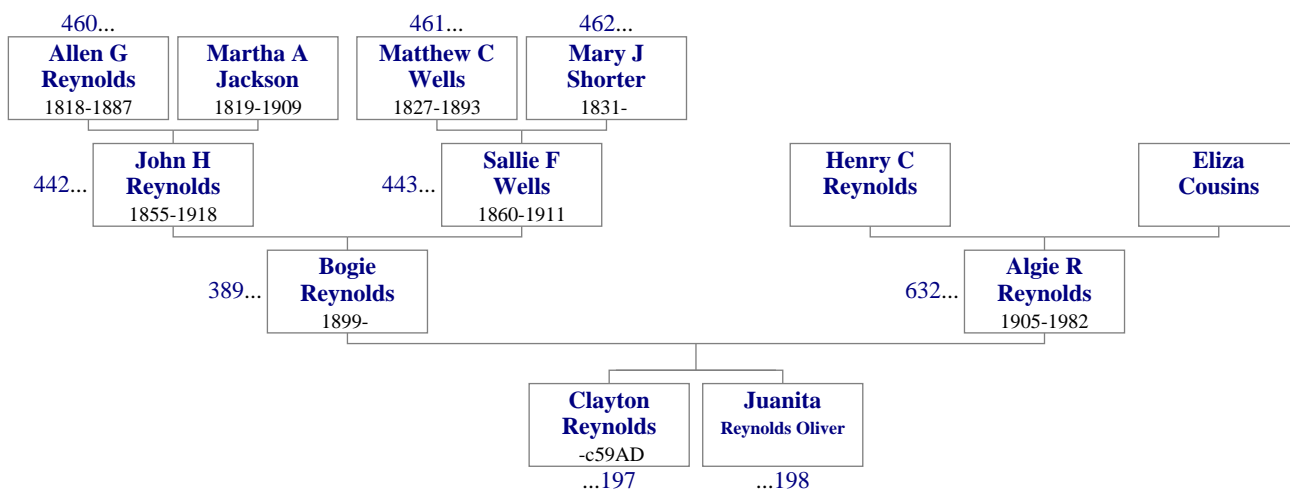 460...
461...
462...
Allen G
Reynolds
1818-1887
Martha A
Jackson
1819-1909
Matthew C
Wells
1827-1893
Mary J
Shorter
1831-
442...
John H
Reynolds
1855-1918
443...
Sallie F
Wells
1860-1911
Henry C
Reynolds
Eliza
Cousins
389...
Bogie
Reynolds
1899-
632...
Algie R
Reynolds
1905-1982
Clayton
Reynolds
-c59AD
Juanita
Reynolds Oliver
...197
...198